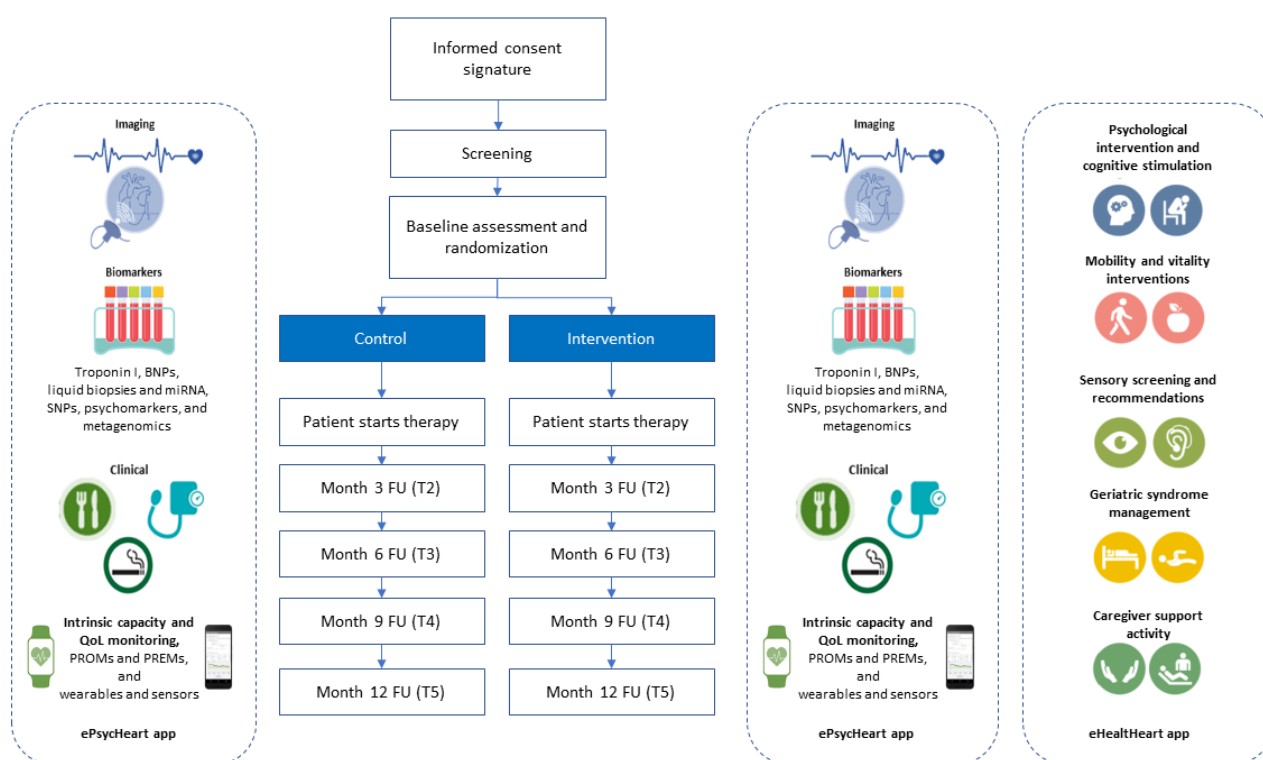 Informed consent
signature
Screening
Baseline assessment and
randomization
Imaging
Biomarkers
Troponin I, BNPs,
liquid biopsies and miRNA,
SNPs, psychomarkers, and
metagenomics
Clinical
Intrinsic capacity and
QoL monitoring,
PROMs and PREMs,
and
wearables and sensors
ePsycHeart app
Control
Patient starts therapy
Month 3 FU (T2)
Month 6 FU (T3)
Month 9 FU (T4)
Month 12 FU (T5)
Intervention
Patient starts therapy
Month 3 FU (T2)
Month 6 FU (T3)
Month 9 FU (T4)
Month 12 FU (T5)
Imaging
Biomarkers
Troponin I, BNPs,
liquid biopsies and miRNA,
SNPs, psychomarkers, and
metagenomics
Clinical
Intrinsic capacity and
QoL monitoring,
PROMs and PREMs,
and
wearables and sensors
ePsycHeart app
Psychological
intervention and
cognitive stimulation
Mobility and vitality
interventions
Sensory screening and
recommendations
Geriatric syndrome
management
Caregiver support
activity
eHealtHeart app